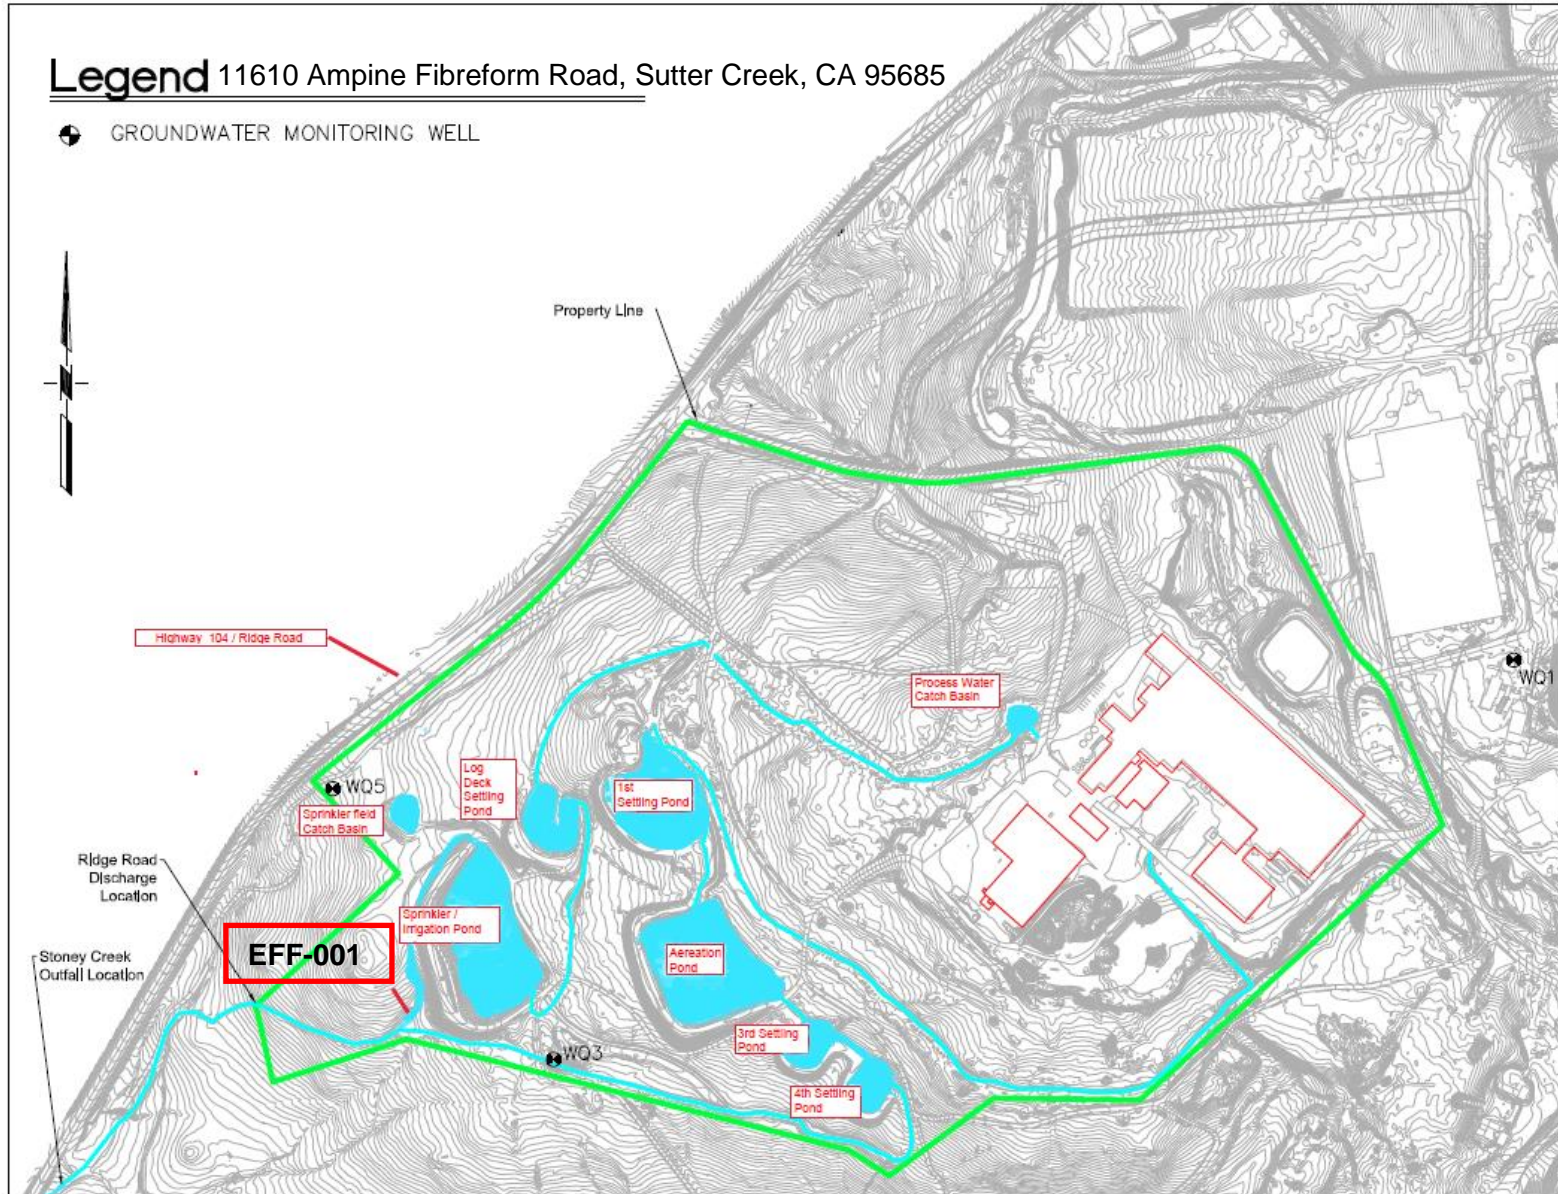 Legend 11610 Ampine Fibreform Road, Sutter Creek, CA 95685
GROUNDWATER MONITORING WELL
N
Property Line
Highway 104 / Ridge Road
Process Water
Catch Basin
WQ1
WQ5
Sprinkler field
Catch Basin
Log
Deck
Settling
Pond
1st
Settling Pond
Ridge Road
Discharge
Location
Sprinkler /
Irrigation Pond
EFF-001
Stoney Creek
Outfall Location
Aereation
Pond
3rd Settling
Pond
WQ3
4th Settling
Pond